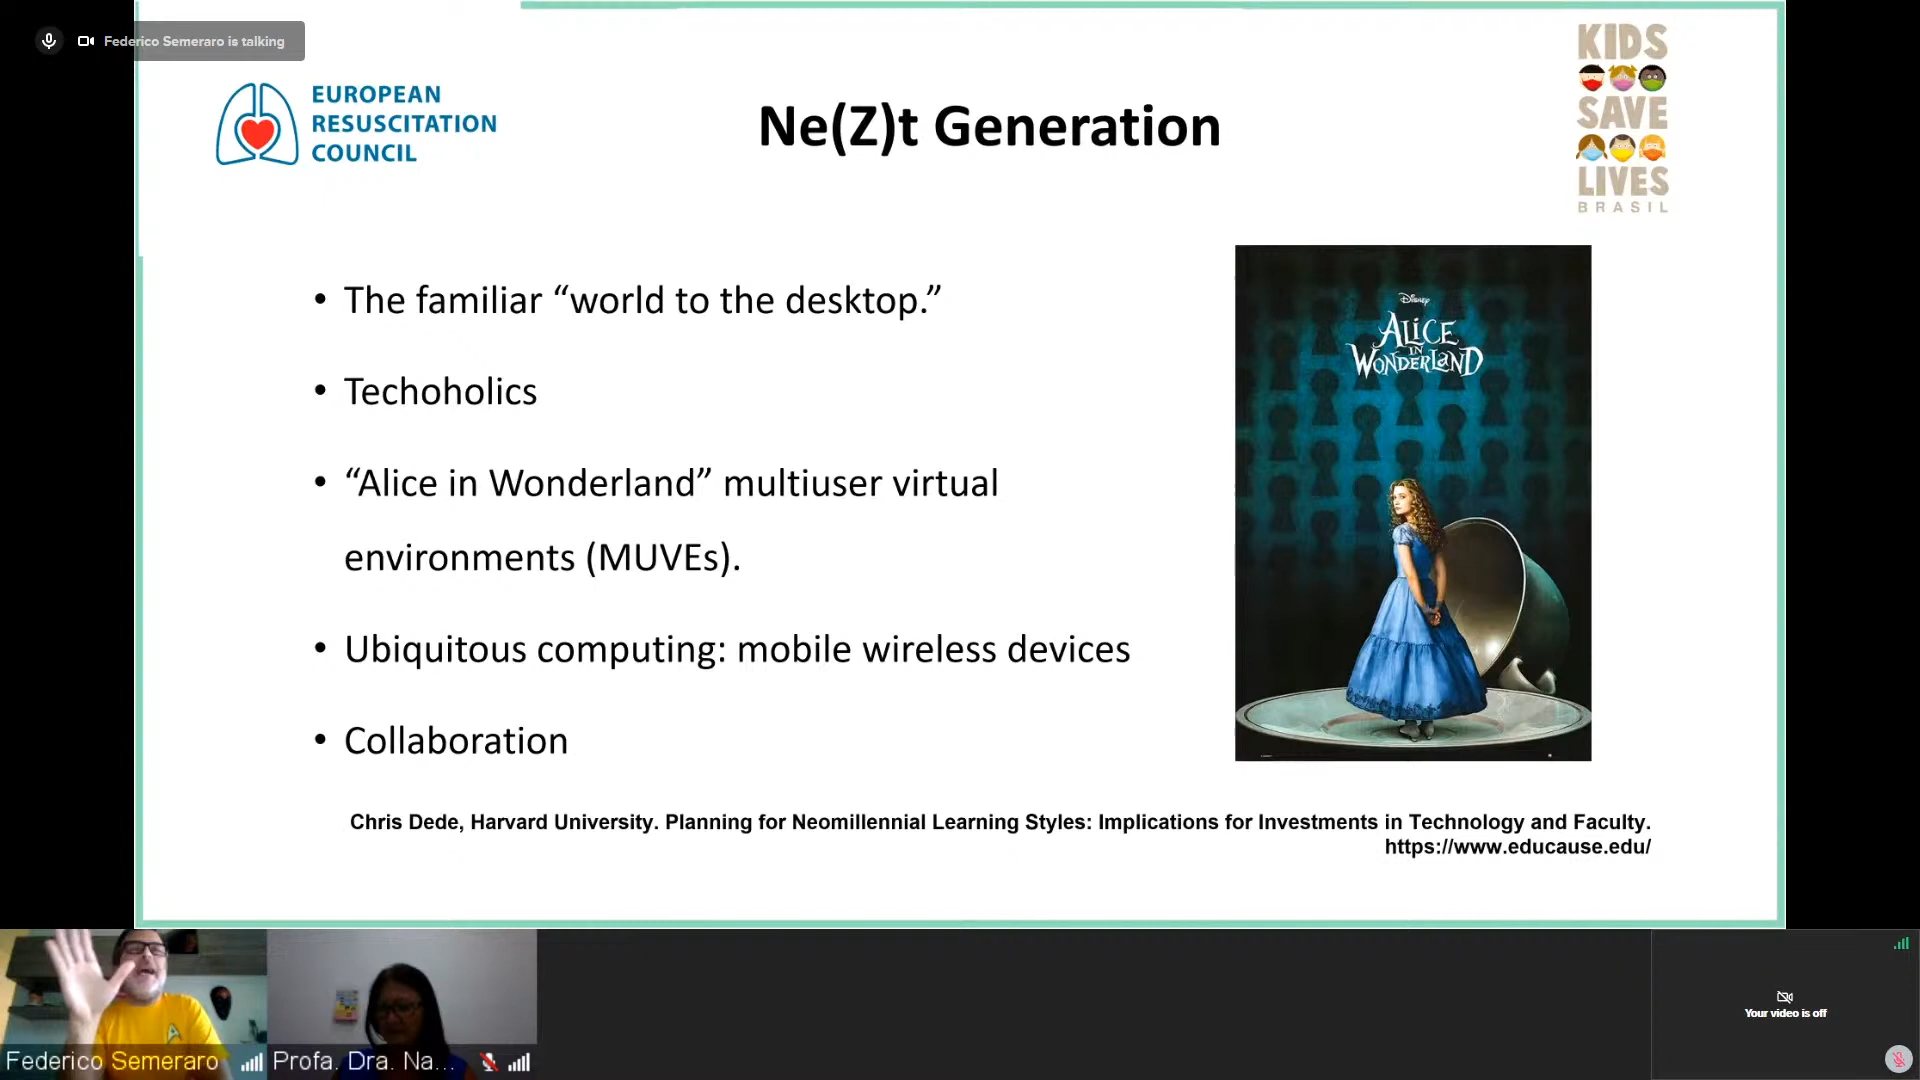 Federico Semeraro is talking
EUROPEAN
RESUSCITATION
COUNCIL
Ne(Z)t Generation
KIDS
SAVE
LIVES
BRASIL
• The familiar “world to the desktop.”
• Techoholics
• “Alice in Wonderland” multiuser virtual
environments (MUVEs).
• Ubiquitous computing: mobile wireless devices
• Collaboration
Disney
ALICE
IN
WONDERLAND
Chris Dede, Harvard University. Planning for Neomillennial Learning Styles: Implications for Investments in Technology and Faculty.
https://www.educause.edu/
Federico Semeraro
Profa. Dra. Na...
Your video is off